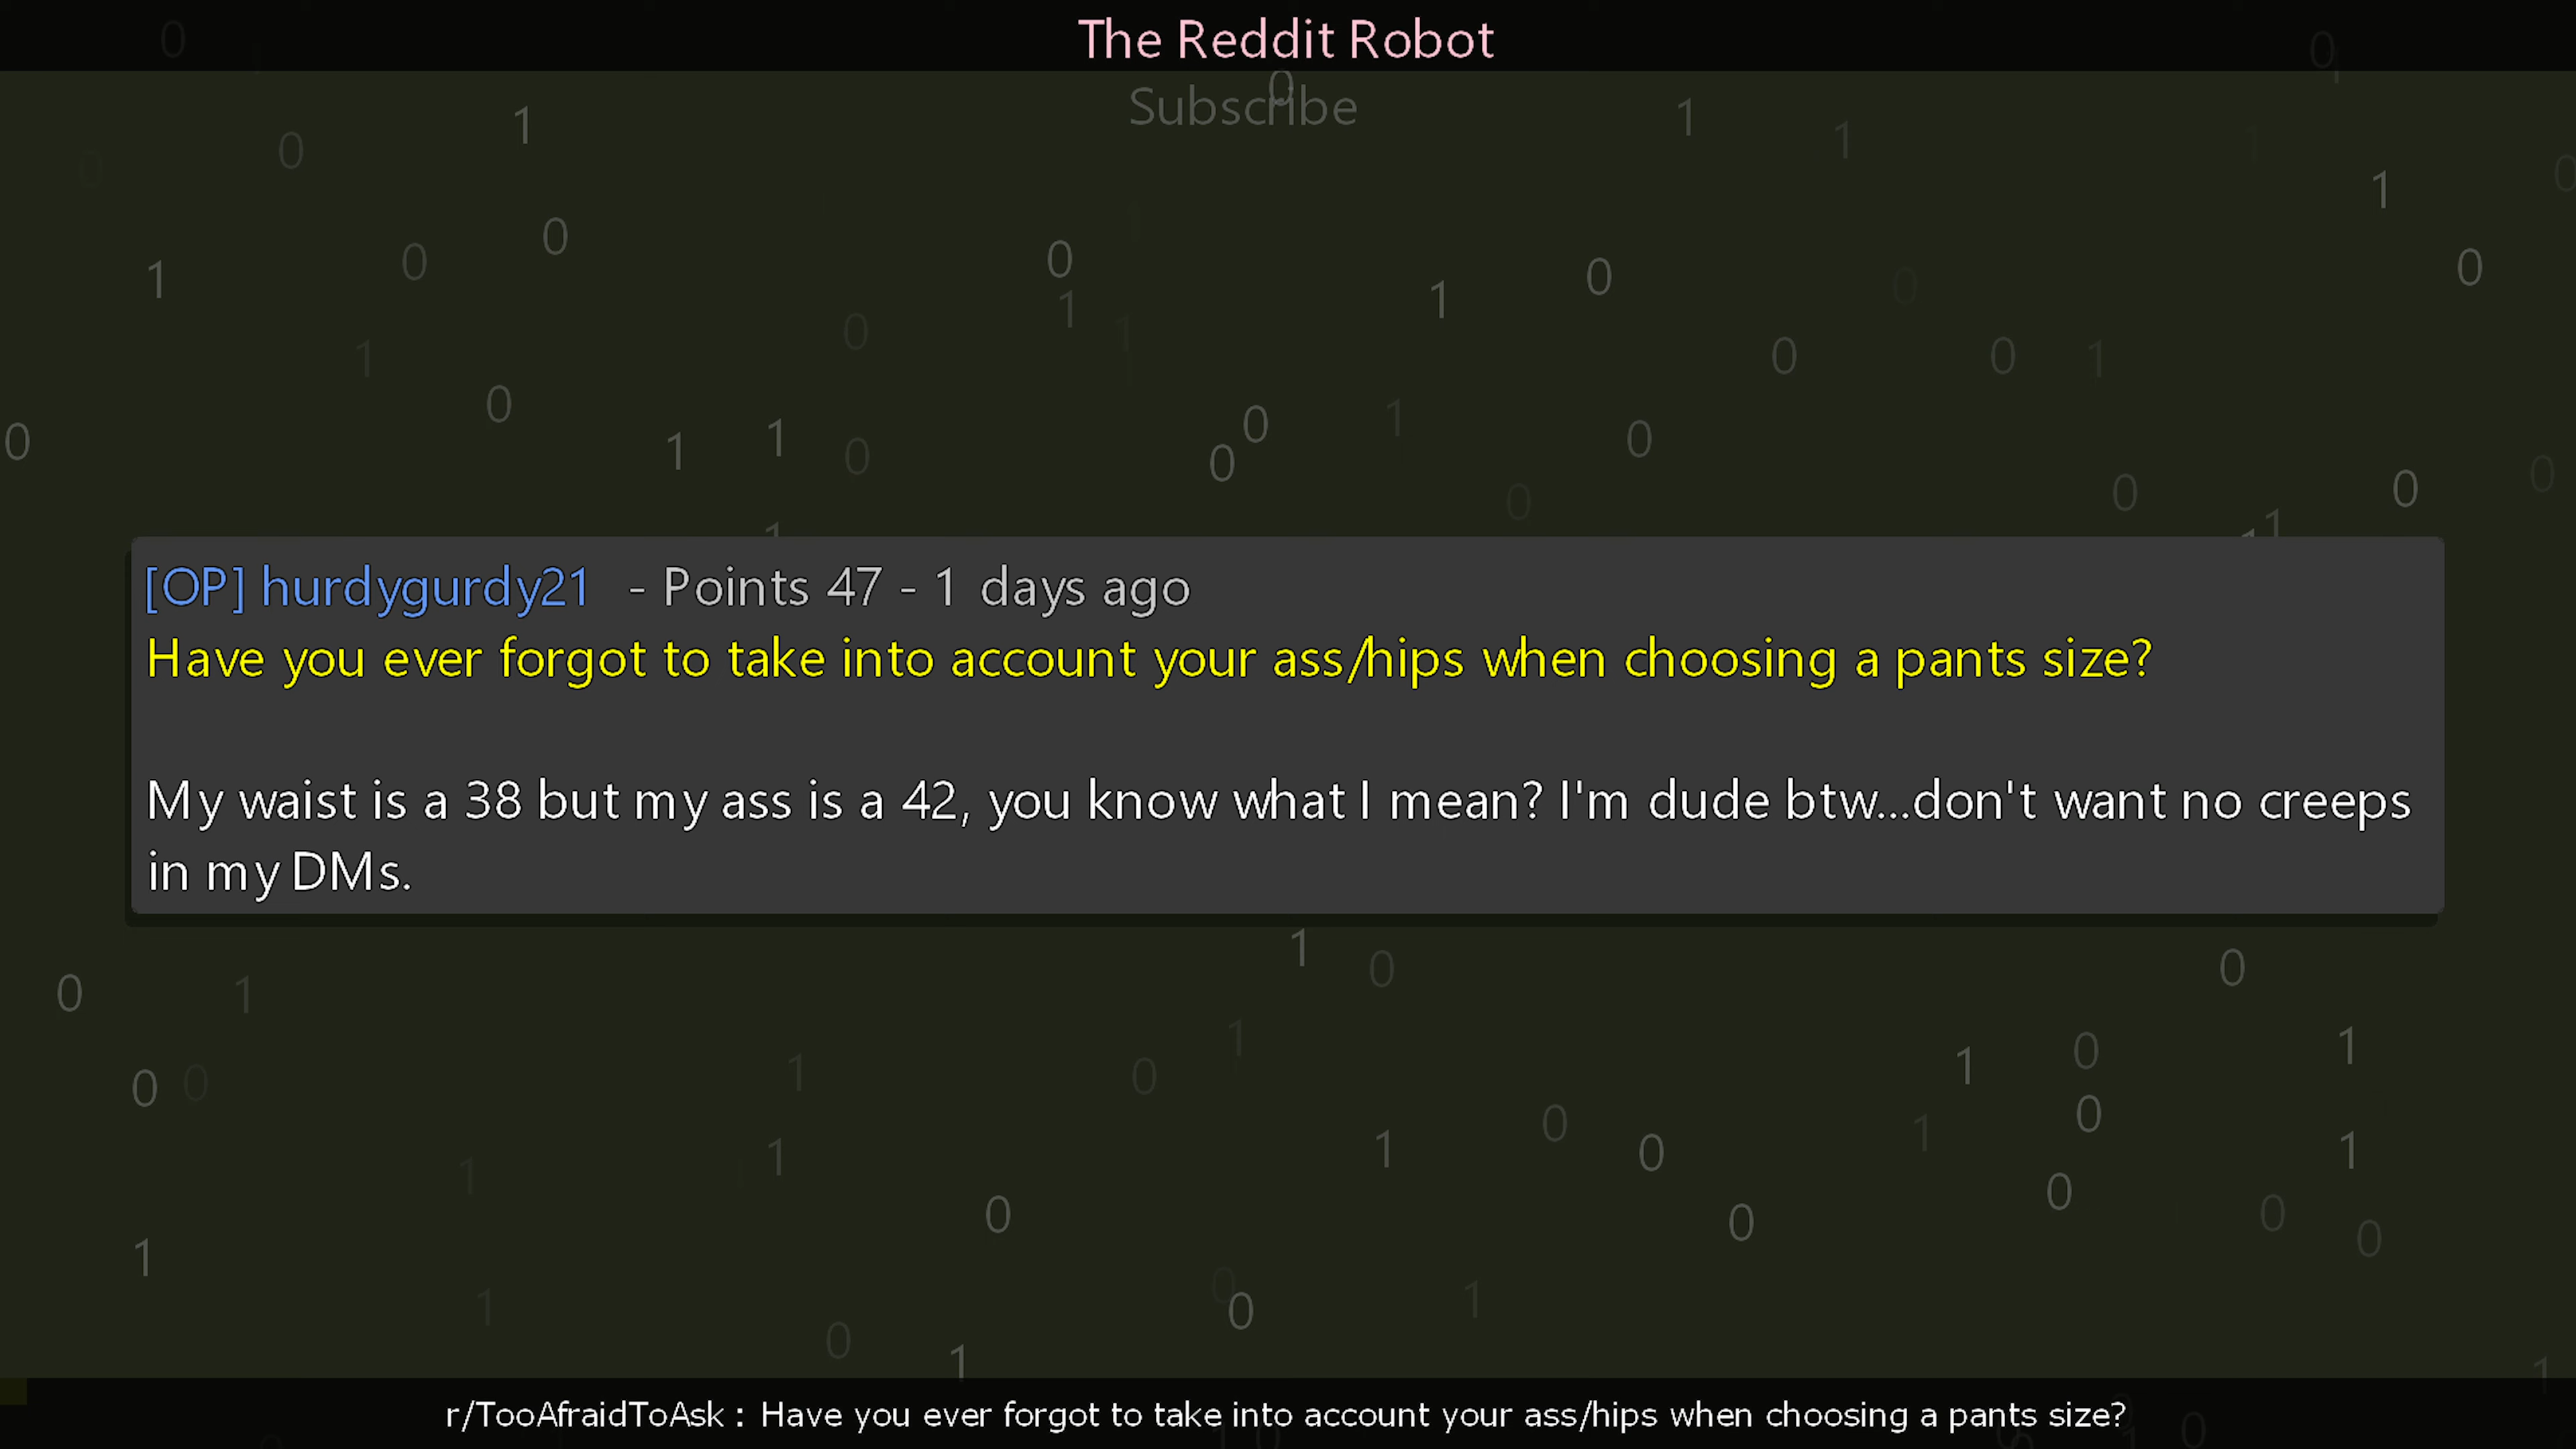 The Reddit Robot
Subscribe
[OP] hurdygurdy21 - Points 47 - 1 days ago
Have you ever forgot to take into account your ass/hips when choosing a pants size?
My waist is a 38 but my ass is a 42, you know what I mean? I'm dude btw...don't want no creeps
in my DMs.
r/TooAfraidToAsk : Have you ever forgot to take into account your ass/hips when choosing a pants size?